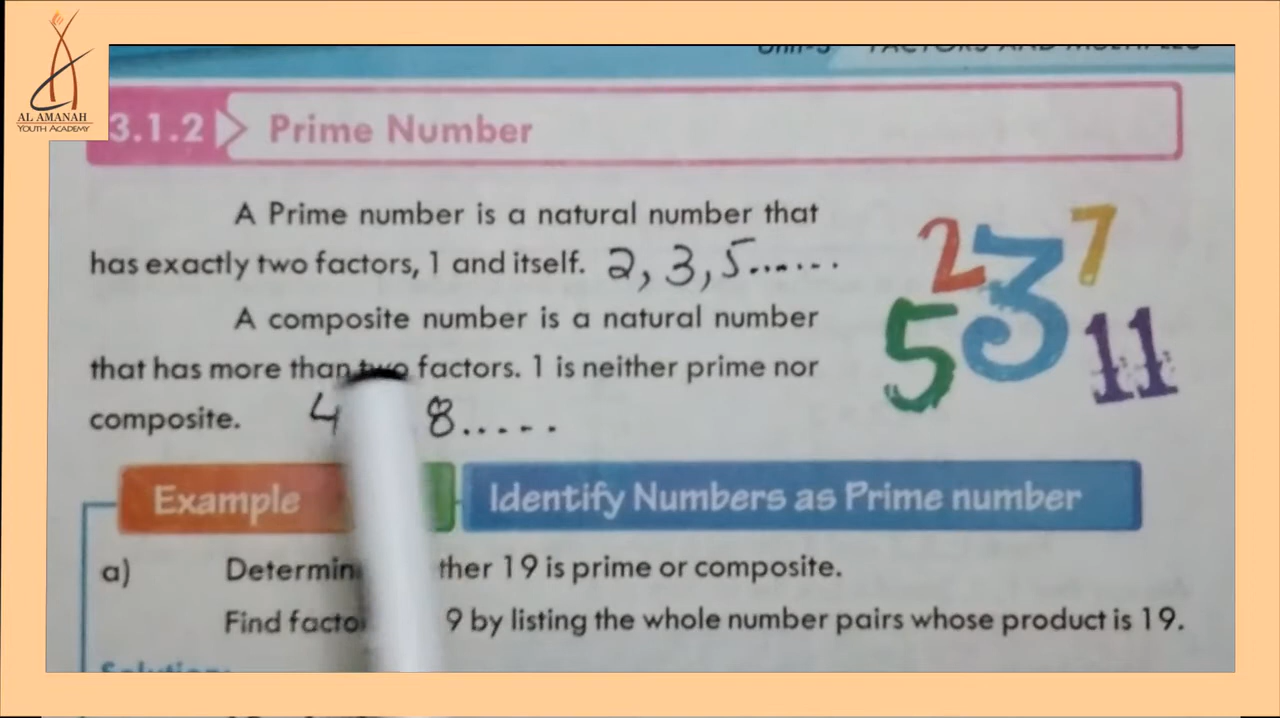 AL AMANAH
YOUTH ACADEMY
FACTORS AND
3.1.2 Prime Number
A Prime number is a natural number that
has exactly two factors, 1 and itself. 2, 3, 5.......
A composite number is a natural number
that has more than two factors. 1 is neither prime nor
composite. 4 8.....
2 3 7
5 11
Example Identify Numbers as Prime number
a) Determin ther 19 is prime or composite.
Find facto 9 by listing the whole number pairs whose product is 19.